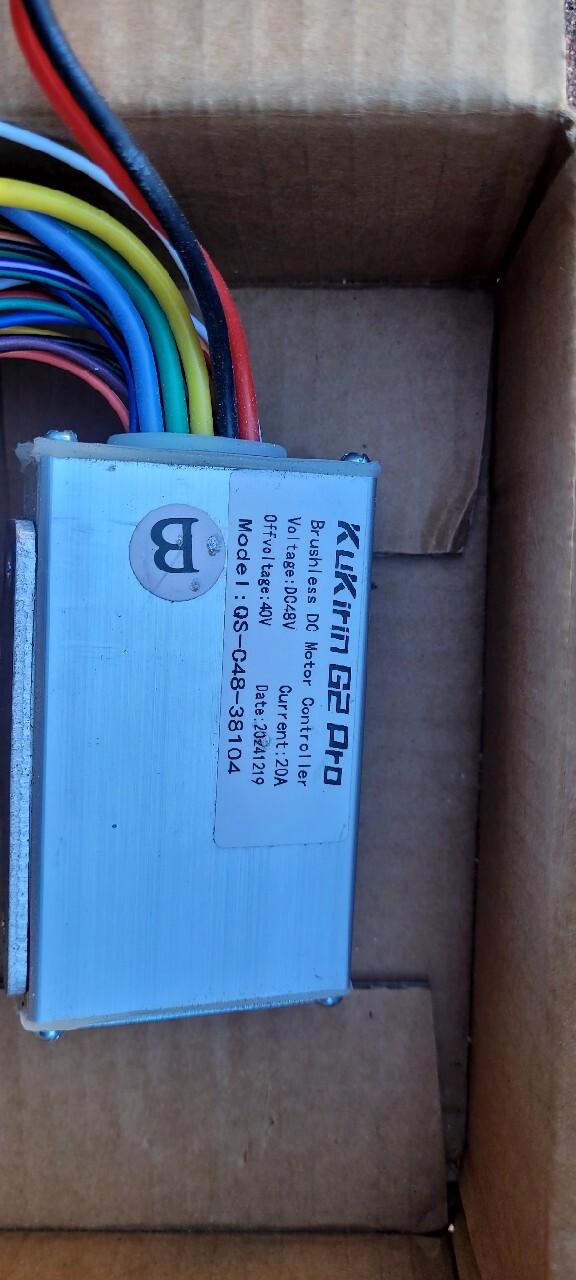 KuKirin G2 Pro
Brushless DC Motor Controller
Voltage:DC48V Current:20A
Offvoltage:40V Date:20241219
Model:QS-C48-38104
B